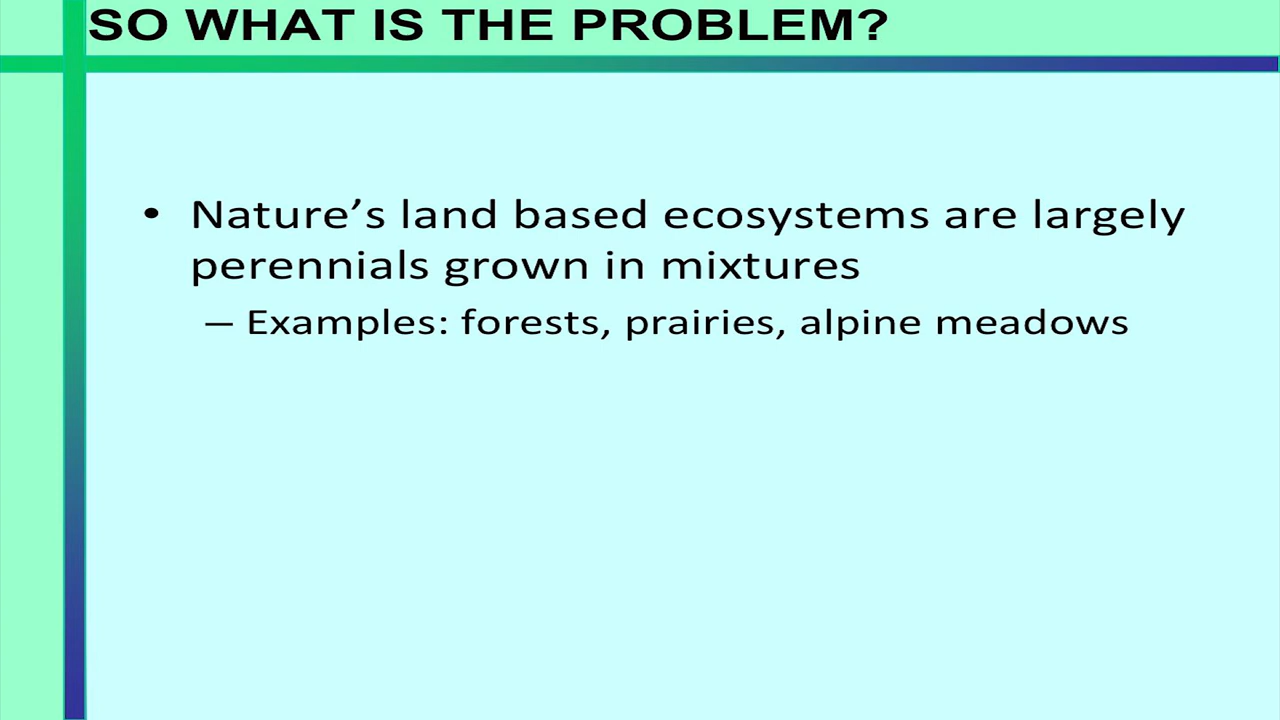 SO WHAT IS THE PROBLEM?
• Nature’s land based ecosystems are largely
perennials grown in mixtures
– Examples: forests, prairies, alpine meadows